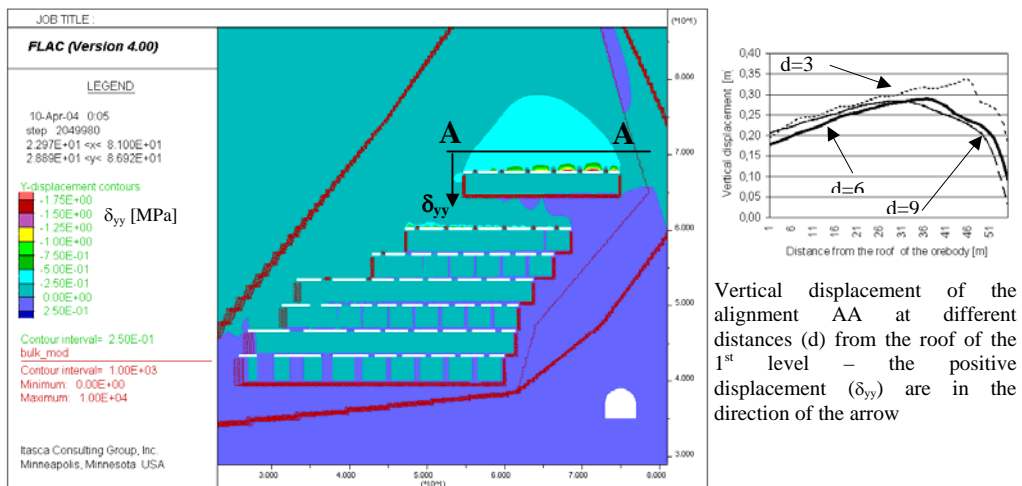 JOB TITLE :
FLAC (Version 4.00)
LEGEND
10-Apr-04 0:05
step 2049980
2.297E+01 <x< 8.100E+01
2.889E+01 <y< 8.692E+01
Y-displacement contours
-1.75E+00
-1.50E+00
-1.25E+00
-1.00E+00
-7.50E-01
-5.00E-01
-2.50E-01
0.00E+00
2.50E-01
δyy [MPa]
Contour interval= 2.50E-01
bulk_mod
Contour interval= 1.00E+03
Minimum: 0.00E+00
Maximum: 1.00E+04
Itasca Consulting Group, Inc.
Minneapolis, Minnesota USA
A A
δyy
(*10^1)
8.000
7.000
6.000
5.000
4.000
3.000
3.000 4.000 5.000 6.000 7.000 8.000
(*10^1)
Vertical displacement [m]
0,40
0,35
0,30
0,25
0,20
0,15
0,10
0,05
0,00
d=3
d=6
d=9
1 6 11 16 21 26 31 36 41 46 51
Distance from the roof of the orebody [m]
Vertical displacement of the
alignment AA at different
distances (d) from the roof of the
1st level – the positive
displacement (δyy) are in the
direction of the arrow